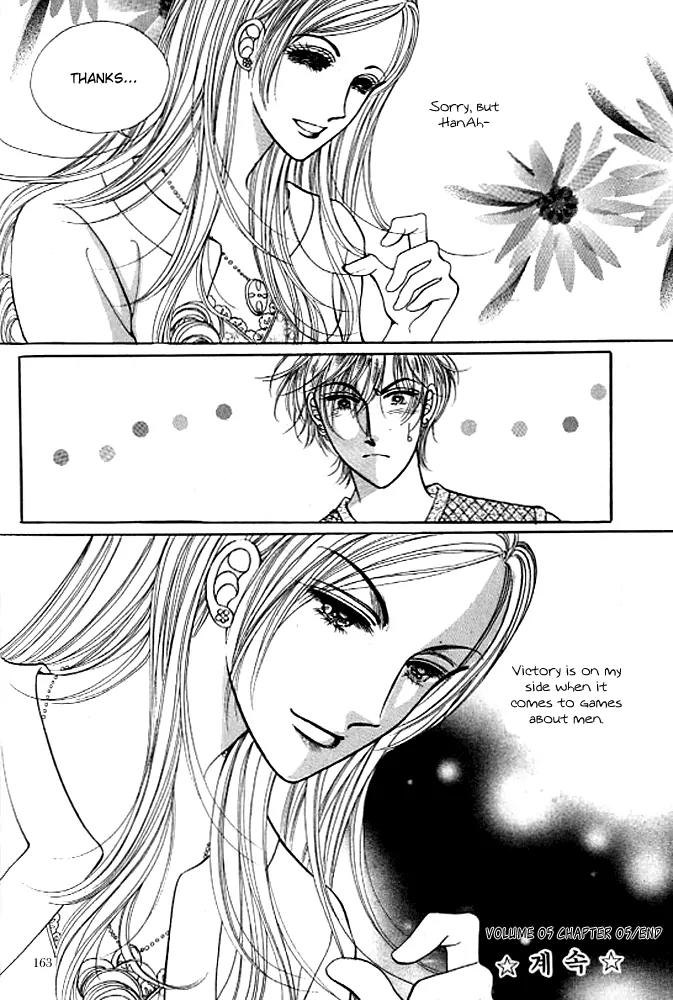 THANKS...
Sorry, but
HanAh-
Victory is on my
side when it
comes to games
about men.
VOLUME 05 CHAPTER 05/END
☆ 계속 ☆
163